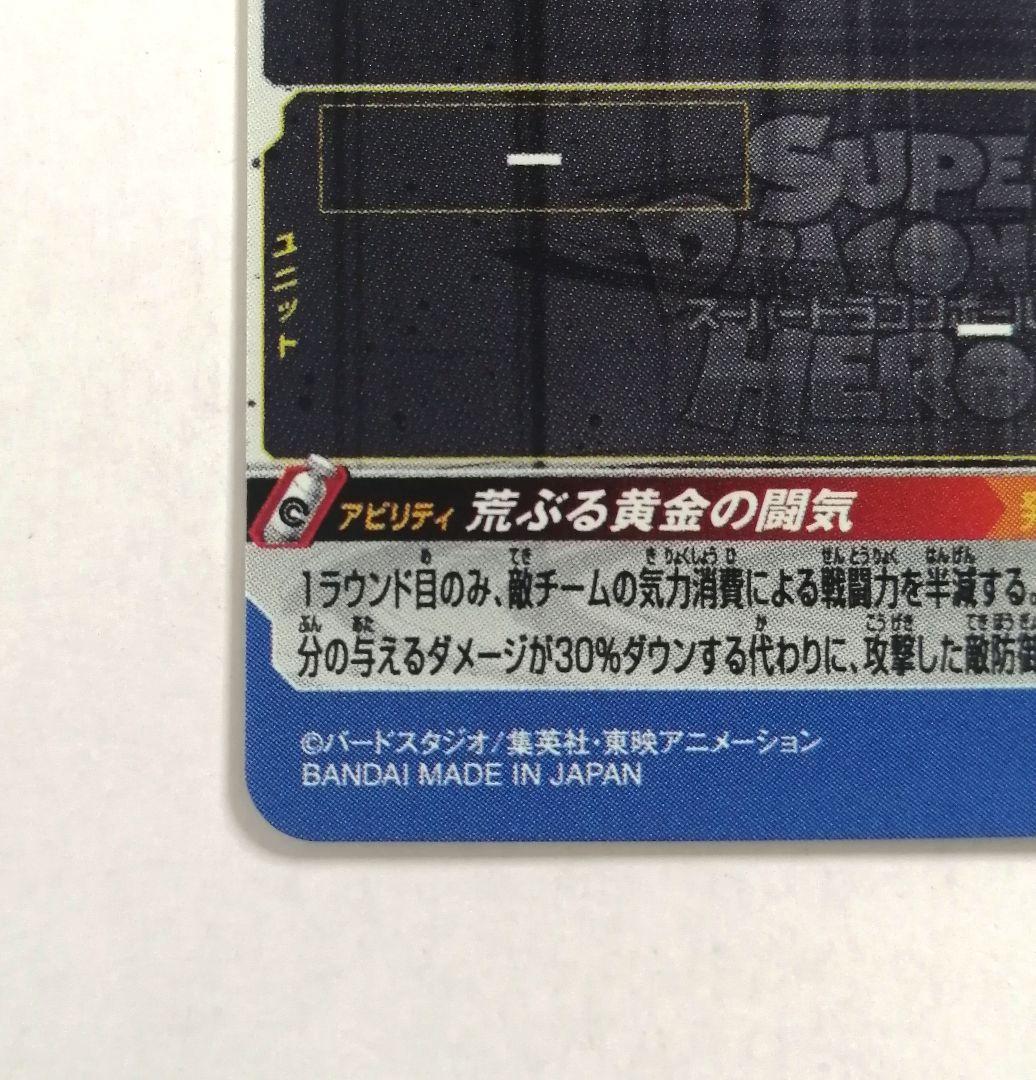 ー
SUPE
DRAGON
スーパードラゴンボール
ー
HERO
ユニット
アビリティ 荒ぶる黄金の闘気
1ラウンド目のみ、敵チームの気力消費による戦闘力を半減する。
分の与えるダメージが30%ダウンする代わりに、攻撃した敵防御
©バードスタジオ/集英社・東映アニメーション
BANDAI MADE IN JAPAN